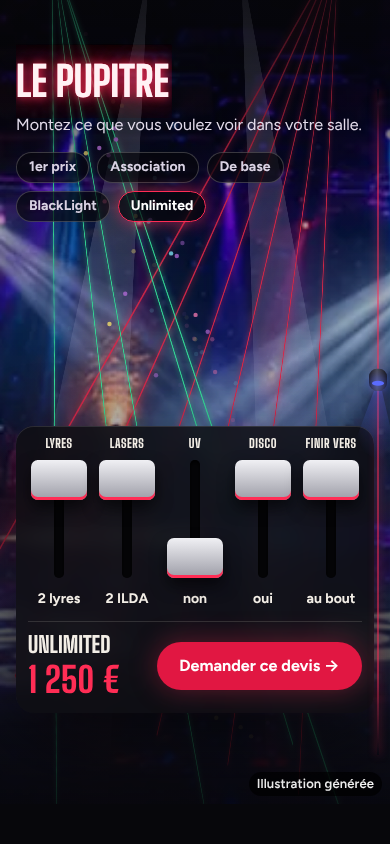 LE PUPITRE
Montez ce que vous voulez voir dans votre salle.
1er prix Association De base
BlackLight Unlimited
LYRES LASERS UV DISCO FINIR VERS
2 lyres 2 ILDA non oui au bout
UNLIMITED
1 250 €
Demander ce devis →
Illustration générée